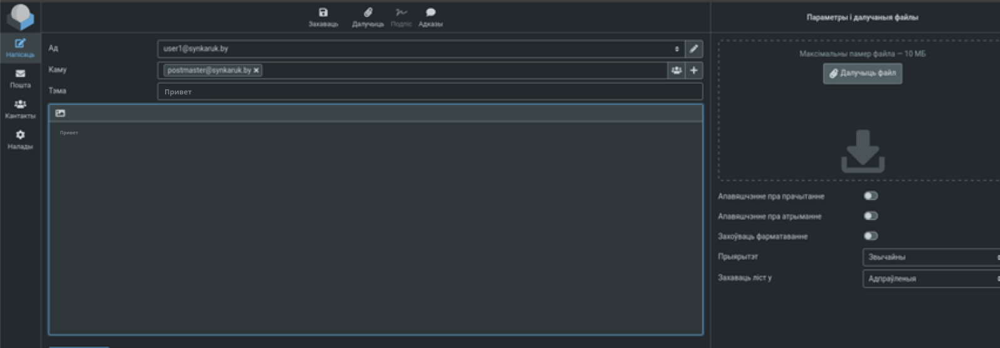 Захаваць Далучыць Подпіс Адказы
Параметры і далучаныя файлы
Напісаць
Пошта
Кантакты
Налады
Ад user1@synkaruk.by
Каму postmaster@synkaruk.by
Тэма Привет
Привет
Максімальны памер файла – 10 МБ
Далучыць файл
Апавяшчэнне пра прачытанне
Апавяшчэнне пра атрыманне
Захоўваць фарматаванне
Прыярытэт Звычайны
Захаваць ліст у Адпраўленыя